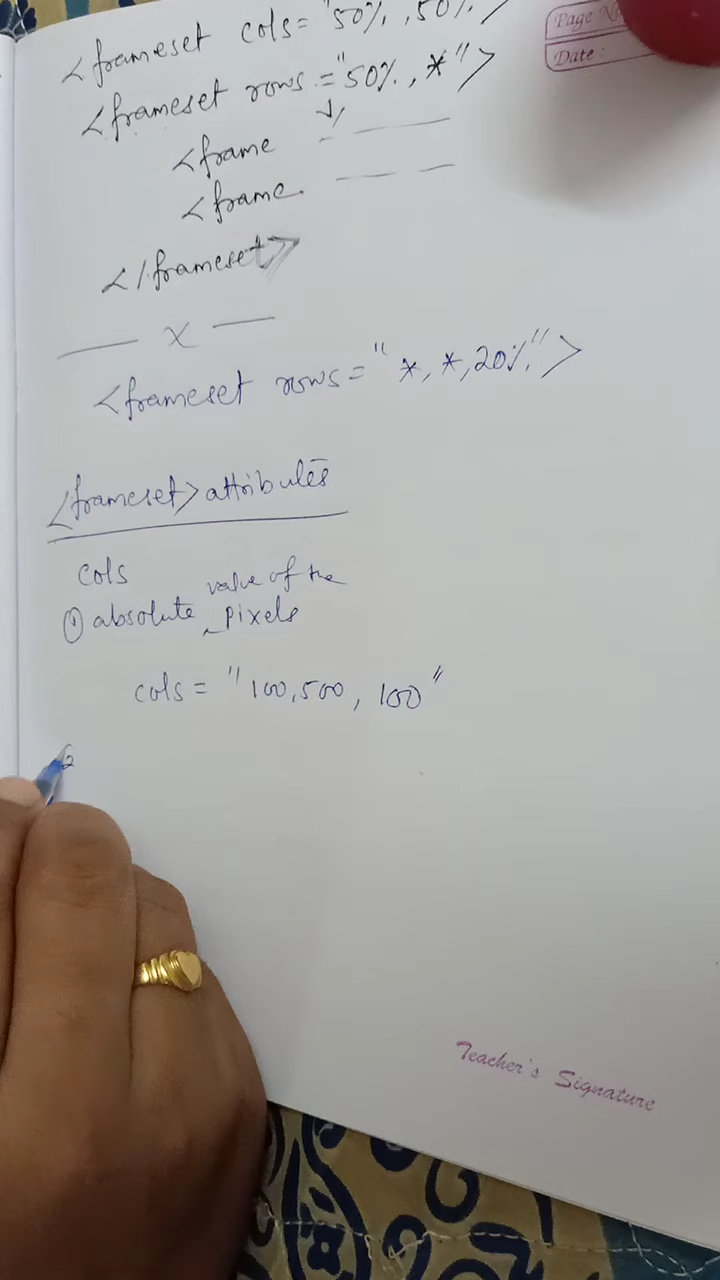 <frameset cols= "50%, ,50%. >
Page No
Date:
<frameset rows = "50%. , *">
<frame
<frame.
</frameset>
x
<frameset rows = " *, *, 20%." >
<frameset> attributes
cols
value of the
① absolute pixels
cols = " 100, 500, 100"
2
Teacher's Signature